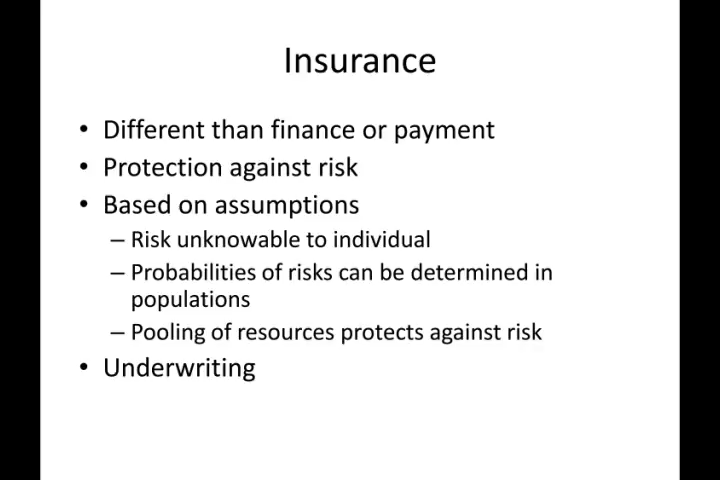 Insurance
• Different than finance or payment
• Protection against risk
• Based on assumptions
– Risk unknowable to individual
– Probabilities of risks can be determined in
populations
– Pooling of resources protects against risk
• Underwriting